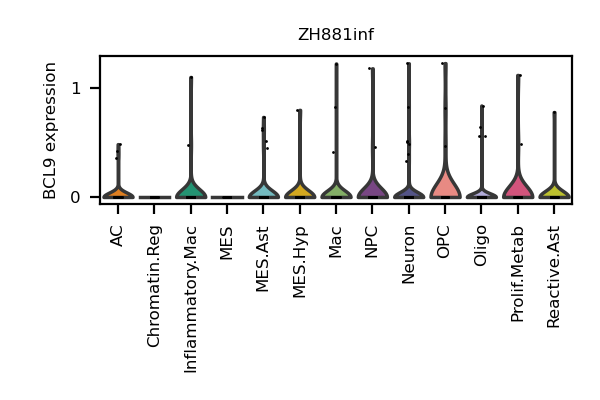 ZH881inf
BCL9 expression
1
0
AC
Chromatin.Reg
Inflammatory.Mac
MES
MES.Ast
MES.Hyp
Mac
NPC
Neuron
OPC
Oligo
Prolif.Metab
Reactive.Ast